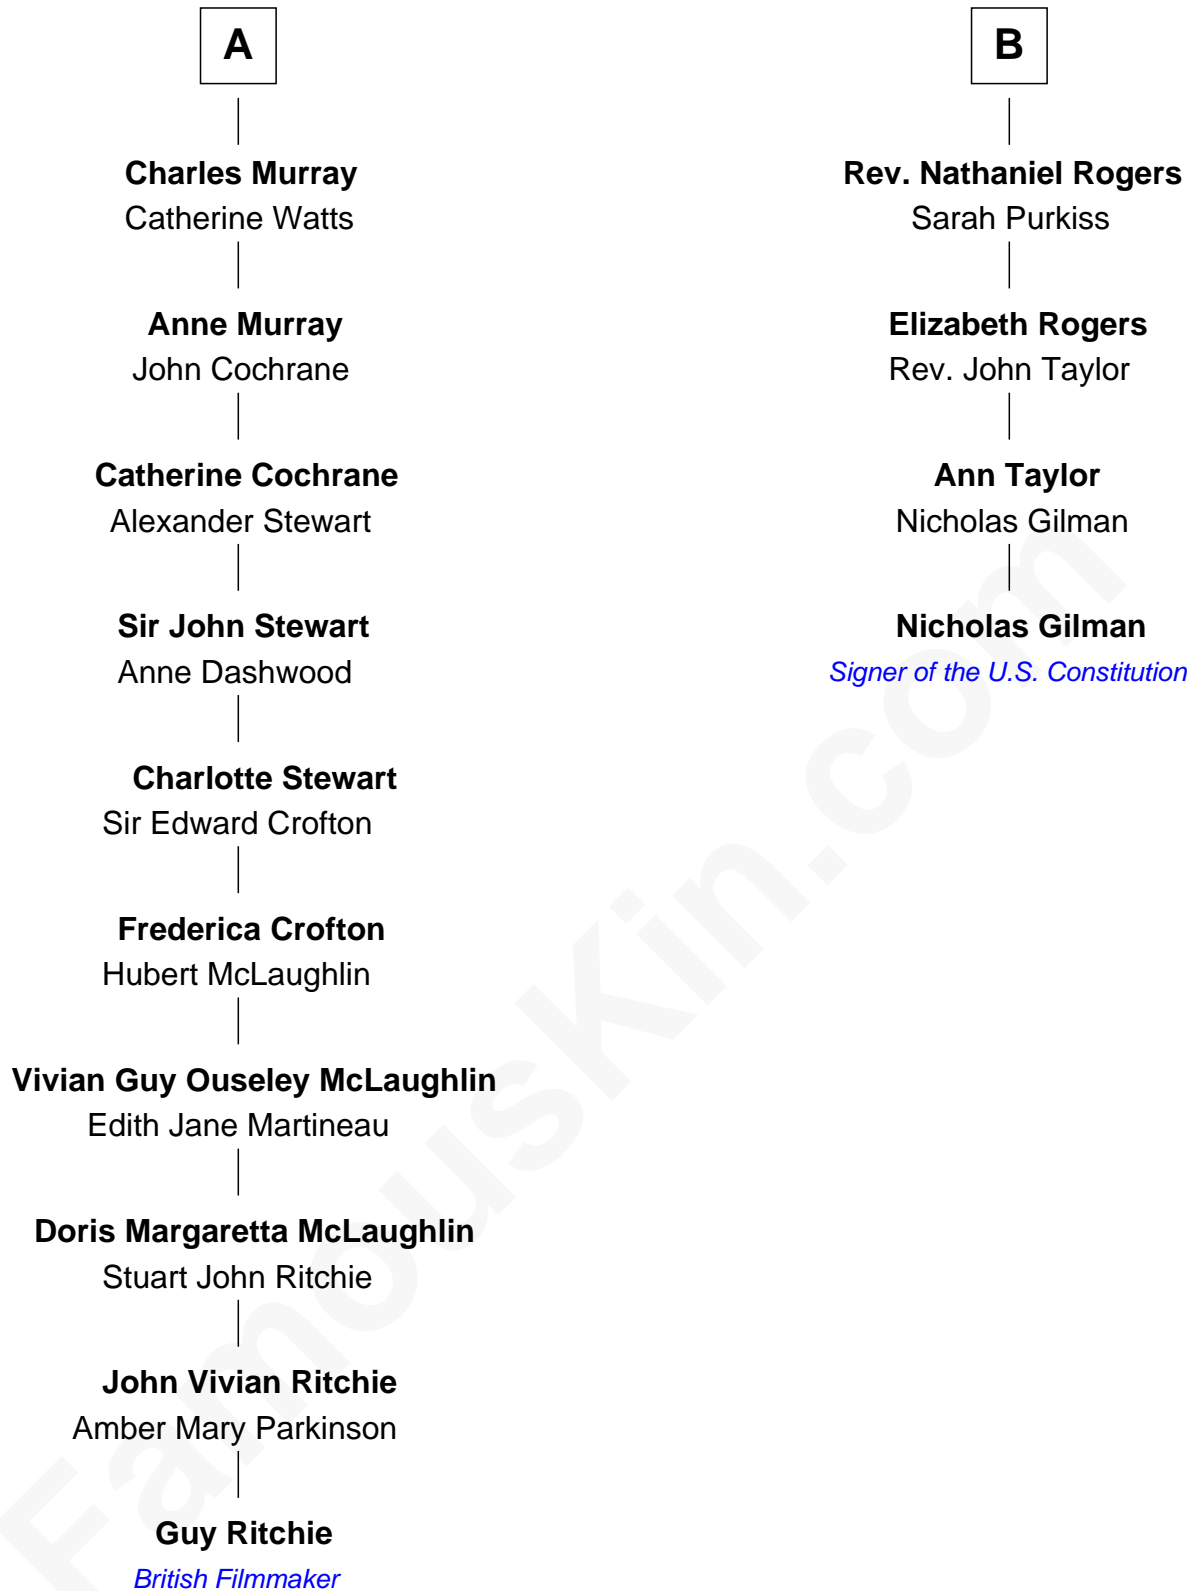 A
Charles Murray
Catherine Watts
Anne Murray
John Cochrane
Catherine Cochrane
Alexander Stewart
Sir John Stewart
Anne Dashwood
Charlotte Stewart
Sir Edward Crofton
Frederica Crofton
Hubert McLaughlin
Vivian Guy Ouseley McLaughlin
Edith Jane Martineau
Doris Margaretta McLaughlin
Stuart John Ritchie
John Vivian Ritchie
Amber Mary Parkinson
Guy Ritchie
British Filmmaker
B
Rev. Nathaniel Rogers
Sarah Purkiss
Elizabeth Rogers
Rev. John Taylor
Ann Taylor
Nicholas Gilman
Nicholas Gilman
Signer of the U.S. Constitution
FamousKin.com